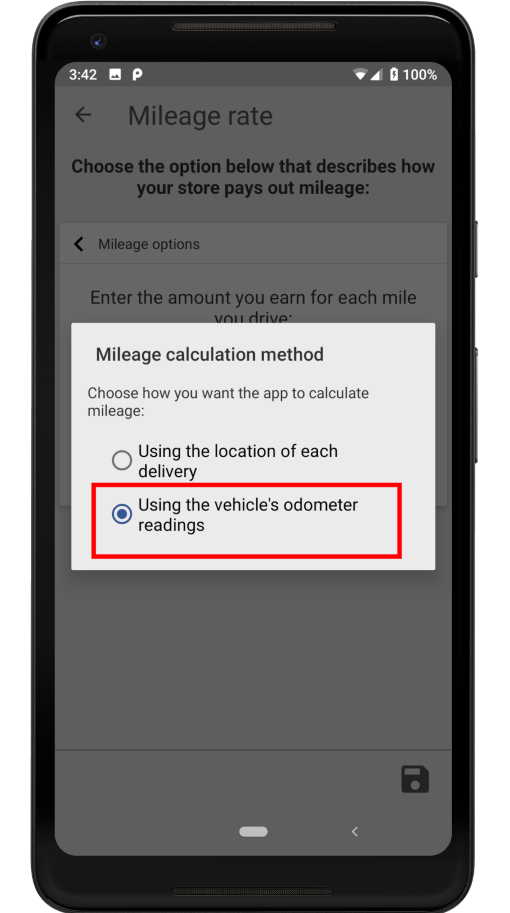 3:42
100%
Mileage rate
Choose the option below that describes how
your store pays out mileage:
Mileage options
Enter the amount you earn for each mile
you drive:
Mileage calculation method
Choose how you want the app to calculate
mileage:
Using the location of each
delivery
Using the vehicle's odometer
readings